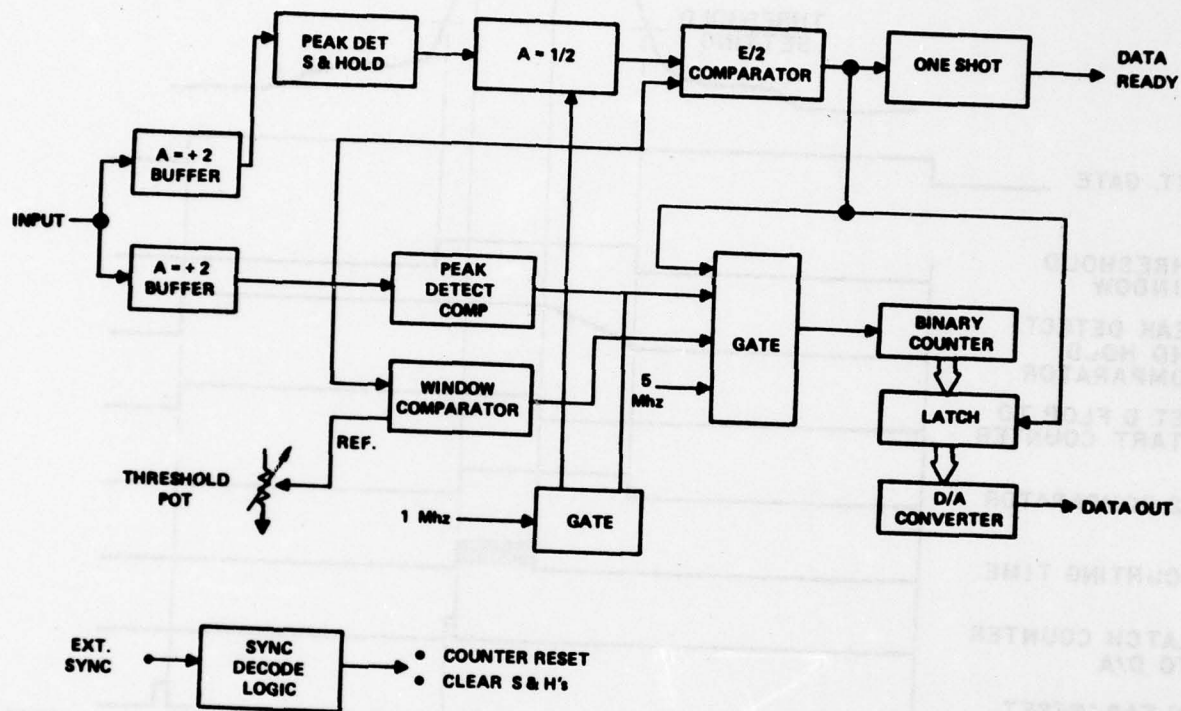 PEAK DET
S & HOLD
A = 1/2
E/2
COMPARATOR
ONE SHOT
DATA
READY
A = + 2
BUFFER
INPUT
A = + 2
BUFFER
PEAK
DETECT
COMP
GATE
5
Mhz
BINARY
COUNTER
WINDOW
COMPARATOR
LATCH
REF.
THRESHOLD
POT
1 Mhz
GATE
D/A
CONVERTER
DATA OUT
EXT.
SYNC
SYNC
DECODE
LOGIC
• COUNTER RESET
• CLEAR S & H's
THRESHOLD
SETTING